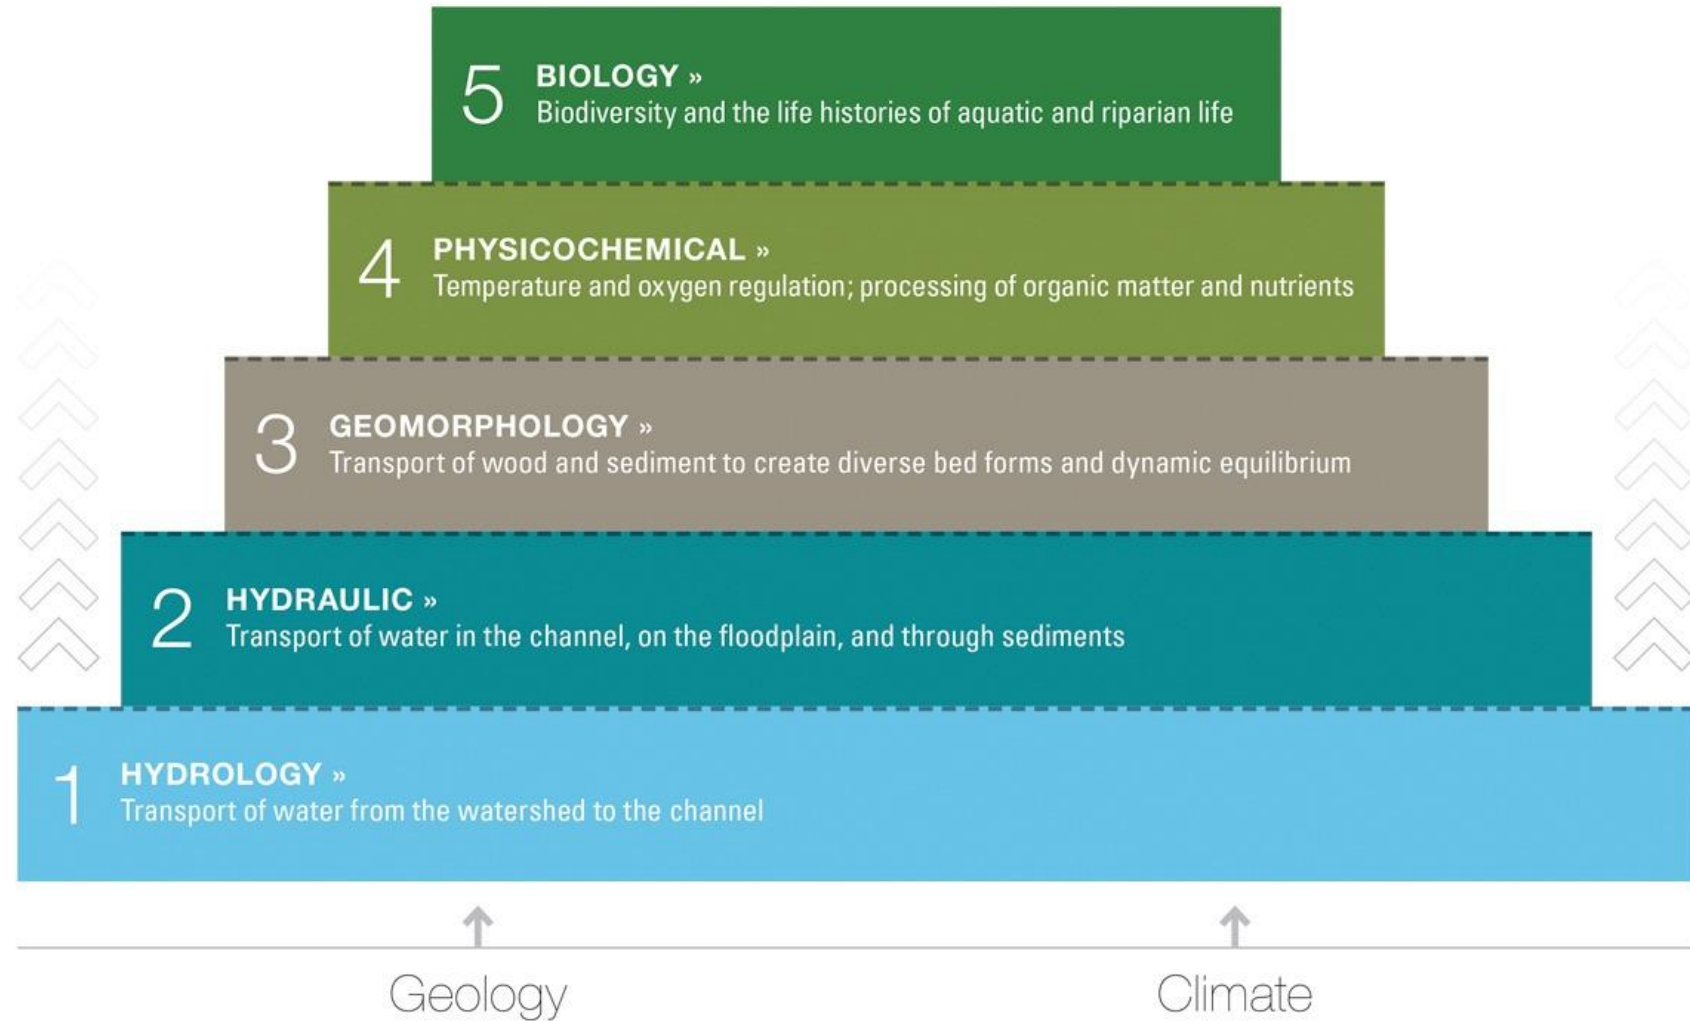 5
BIOLOGY »
Biodiversity and the life histories of aquatic and riparian life
4
PHYSICOCHEMICAL »
Temperature and oxygen regulation; processing of organic matter and nutrients
3
GEOMORPHOLOGY »
Transport of wood and sediment to create diverse bed forms and dynamic equilibrium
2
HYDRAULIC »
Transport of water in the channel, on the floodplain, and through sediments
1
HYDROLOGY »
Transport of water from the watershed to the channel
Geology
Climate